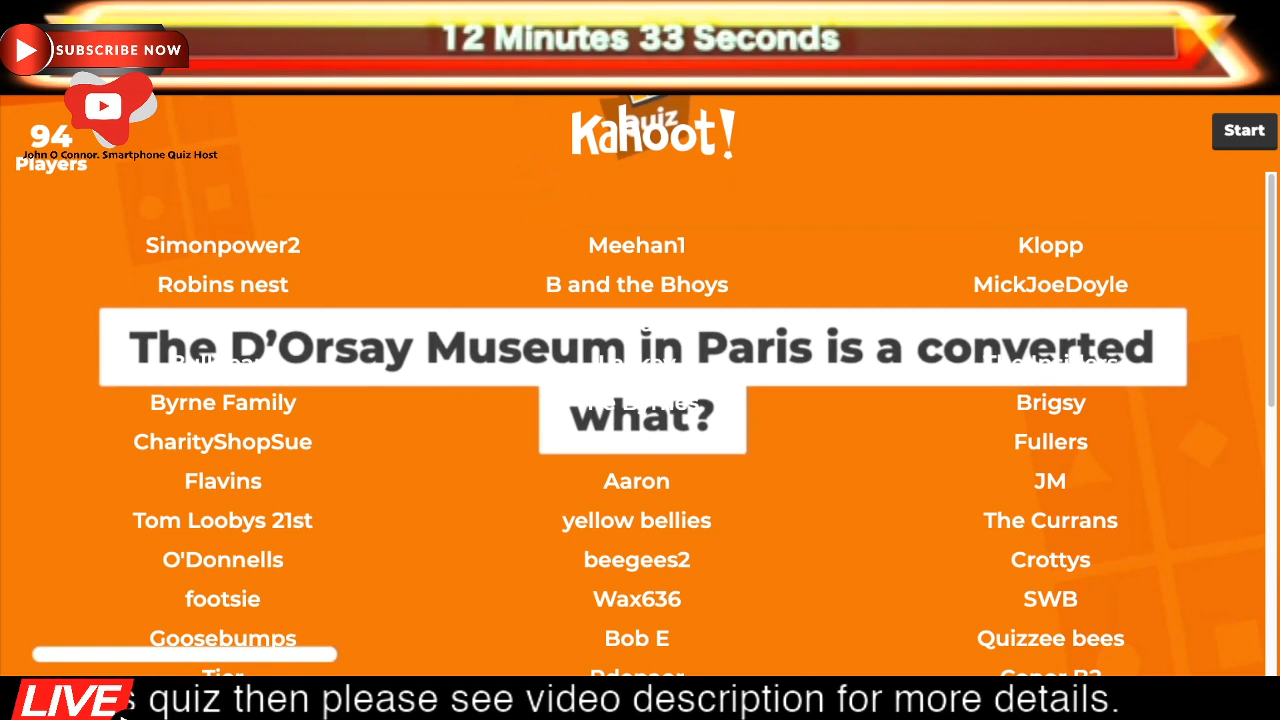 12 Minutes 33 Seconds
SUBSCRIBE NOW
94
Players
John O Connor. Smartphone Quiz Host
quiz
Kahoot!
Start
Simonpower2 Meehan1 Klopp
Robins nest B and the Bhoys MickJoeDoyle
The D’Orsay Museum in Paris is a converted
what?
Byrne Family Brigsy
CharityShopSue Fullers
Flavins Aaron JM
Tom Loobys 21st yellow bellies The Currans
O'Donnells beegees2 Crottys
footsie Wax636 SWB
Goosebumps Bob E Quizzee bees
LIVE
quiz then please see video description for more details.